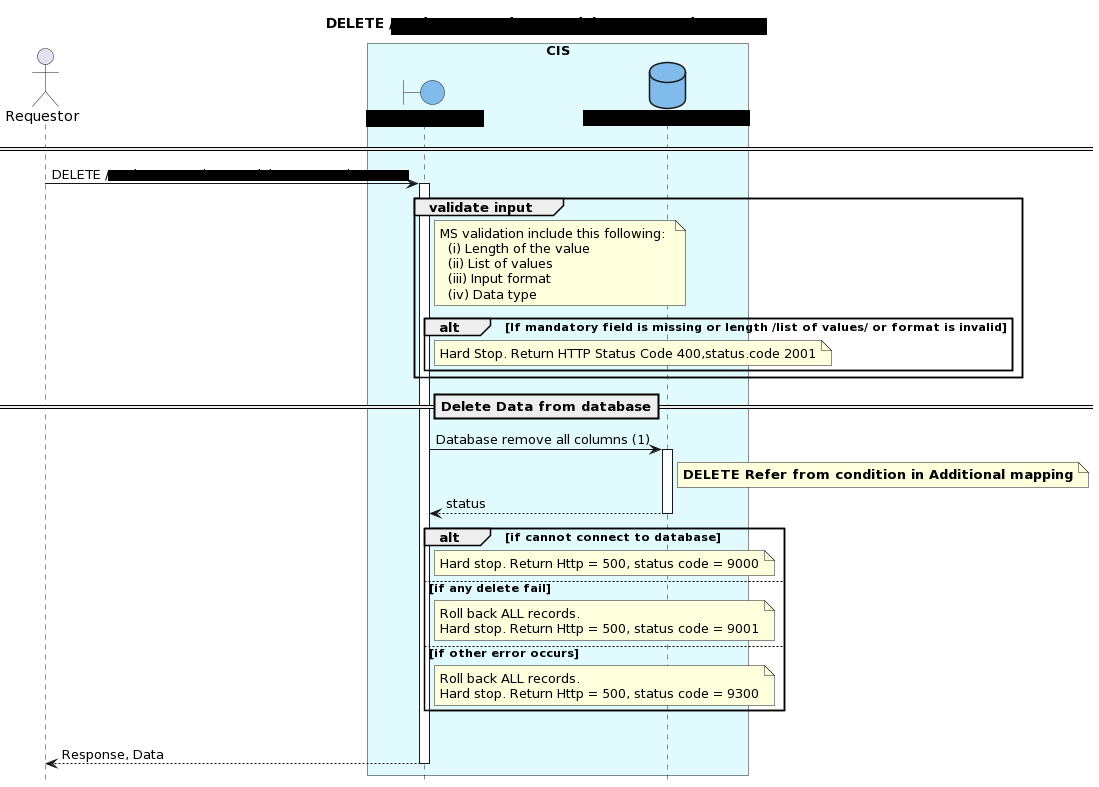 DELETE /
CIS
Requestor
DELETE /
validate input
MS validation include this following:
(i) Length of the value
(ii) List of values
(iii) Input format
(iv) Data type
alt [If mandatory field is missing or length /list of values/ or format is invalid]
Hard Stop. Return HTTP Status Code 400,status.code 2001
Delete Data from database
Database remove all columns (1)
DELETE Refer from condition in Additional mapping
status
alt [if cannot connect to database]
Hard stop. Return Http = 500, status code = 9000
[if any delete fail]
Roll back ALL records.
Hard stop. Return Http = 500, status code = 9001
[if other error occurs]
Roll back ALL records.
Hard stop. Return Http = 500, status code = 9300
Response, Data